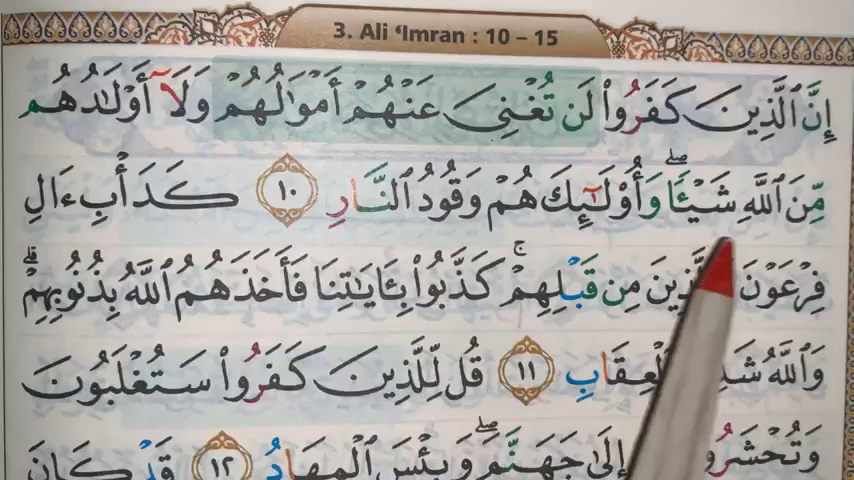 3. Ali ‘Imran : 10 – 15
إِنَّ ٱلَّذِينَ كَفَرُوا۟ لَن تُغْنِىَ عَنْهُمْ أَمْوَٰلُهُمْ وَلَآ أَوْلَـٰدُهُم
مِّنَ ٱللَّهِ شَيْـًٔا ۖ وَأُو۟لَـٰٓئِكَ هُمْ وَقُودُ ٱلنَّارِ ١٠ كَدَأْبِ ءَالِ
فِرْعَوْنَ مِن قَبْلِهِمْ ۚ كَذَّبُوا۟ بِـَٔايَـٰتِنَا فَأَخَذَهُمُ ٱللَّهُ بِذُنُوبِهِمْ ۗ
وَٱللَّهُ ٱلْعِقَابِ ١١ قُل لِّلَّذِينَ كَفَرُوا۟ سَتُغْلَبُونَ
إِلَىٰ جَهَنَّمَ ۖ وَبِئْسَ ٱلْمِهَادُ ١٢ قَدْ كَانَ